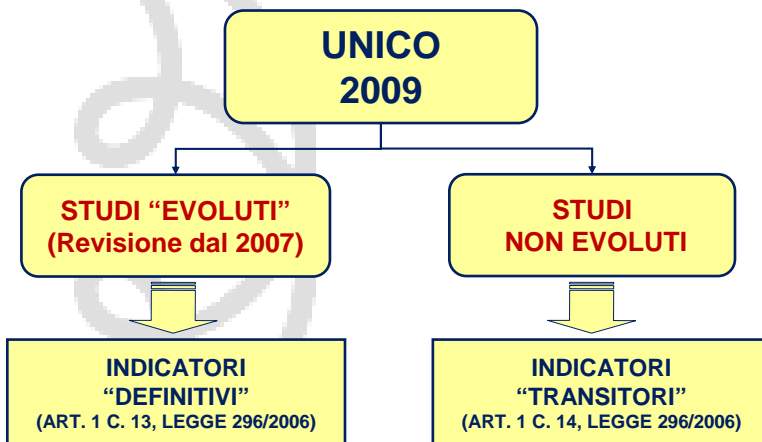 UNICO
2009
STUDI “EVOLUTI”
(Revisione dal 2007)
STUDI
NON EVOLUTI
INDICATORI
“DEFINITIVI”
(ART. 1 C. 13, LEGGE 296/2006)
INDICATORI
“TRANSITORI”
(ART. 1 C. 14, LEGGE 296/2006)